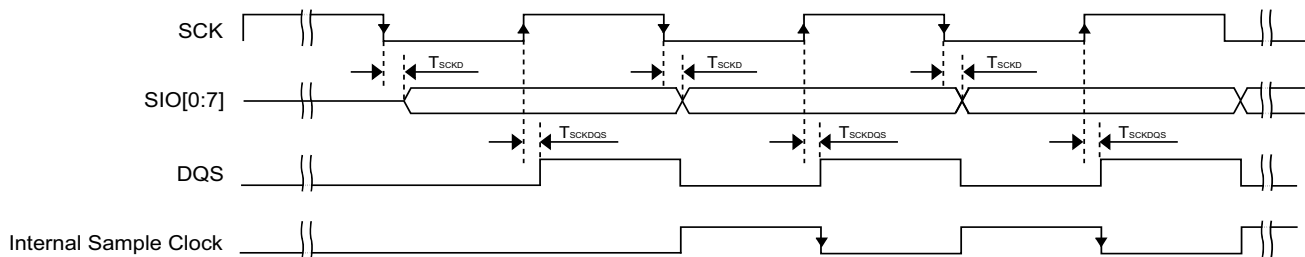 SCK
TSCKD TSCKD TSCKD
SIO[0:7]
TSCKDQS TSCKDQS TSCKDQS
DQS
Internal Sample Clock